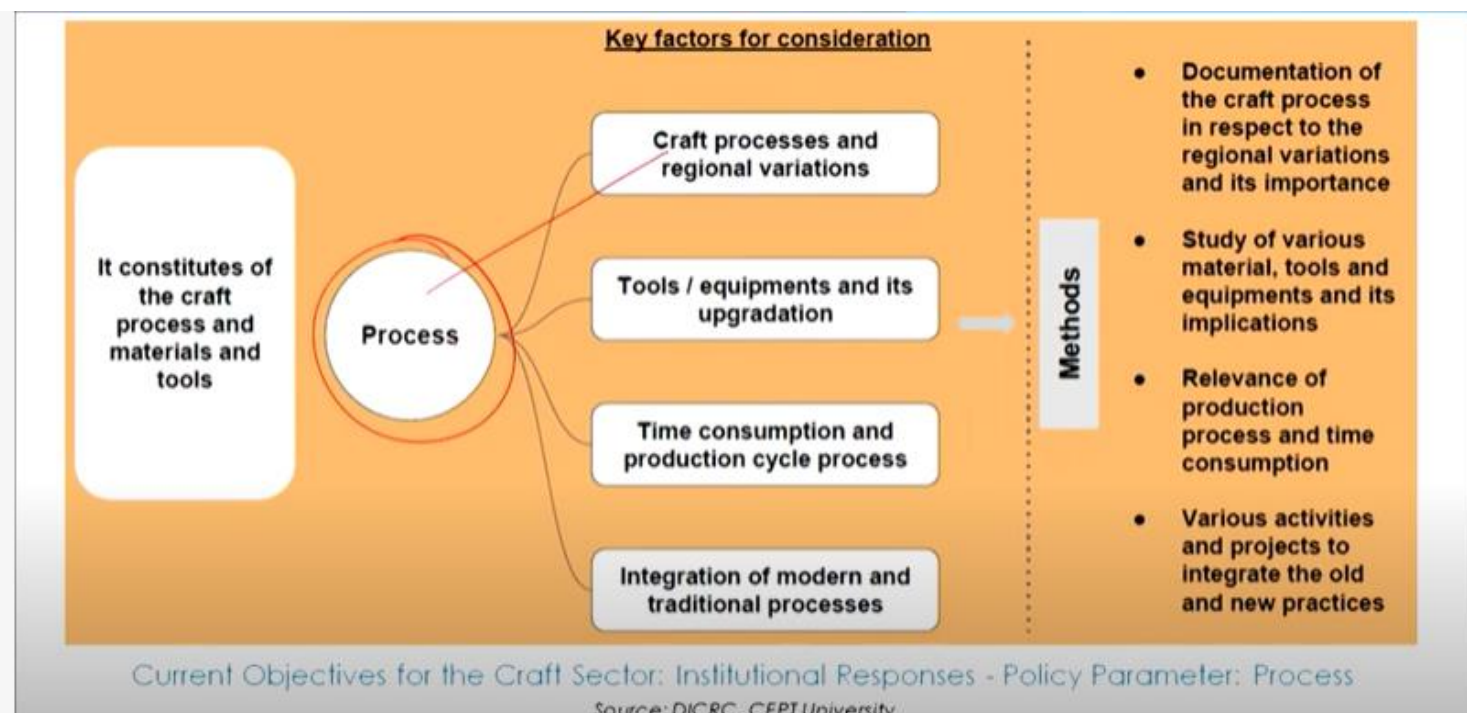 Key factors for consideration
It constitutes of
the craft
process and
materials and
tools
Process
Craft processes and
regional variations
Tools / equipments and its
upgradation
Time consumption and
production cycle process
Integration of modern and
traditional processes
Methods
● Documentation of
the craft process
in respect to the
regional variations
and its importance
● Study of various
material, tools and
equipments and its
implications
● Relevance of
production
process and time
consumption
● Various activities
and projects to
integrate the old
and new practices
Current Objectives for the Craft Sector: Institutional Responses - Policy Parameter: Process
Source: DICRC, CEPT University